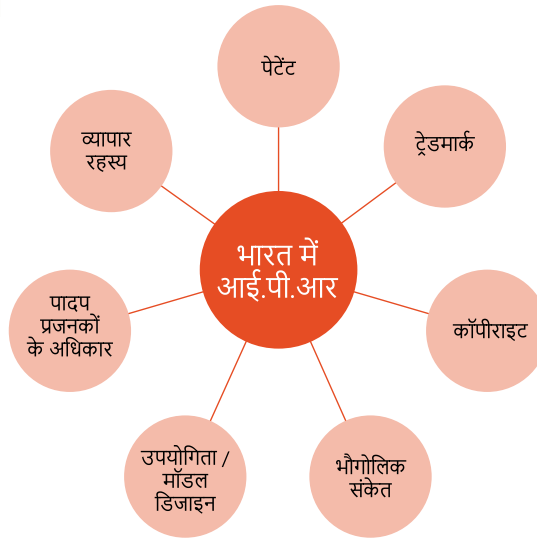 पेटेंट
ट्रेडमार्क
कॉपीराइट
भौगोलिक
संकेत
उपयोगिता /
मॉडल
डिजाइन
पादप
प्रजनकों
के अधिकार
व्यापार
रहस्य
भारत में
आई.पी.आर